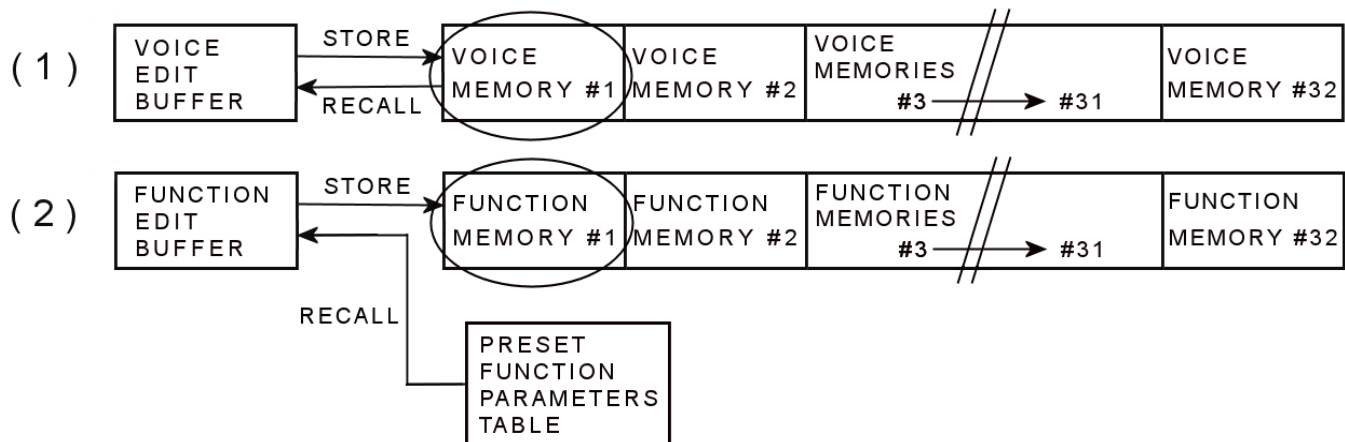 (1)
VOICE
EDIT
BUFFER
STORE
RECALL
VOICE
MEMORY #1
VOICE
MEMORY #2
VOICE
MEMORIES
#3 #31
VOICE
MEMORY #32
(2)
FUNCTION
EDIT
BUFFER
STORE
RECALL
FUNCTION
MEMORY #1
FUNCTION
MEMORY #2
FUNCTION
MEMORIES
#3 #31
FUNCTION
MEMORY #32
PRESET
FUNCTION
PARAMETERS
TABLE